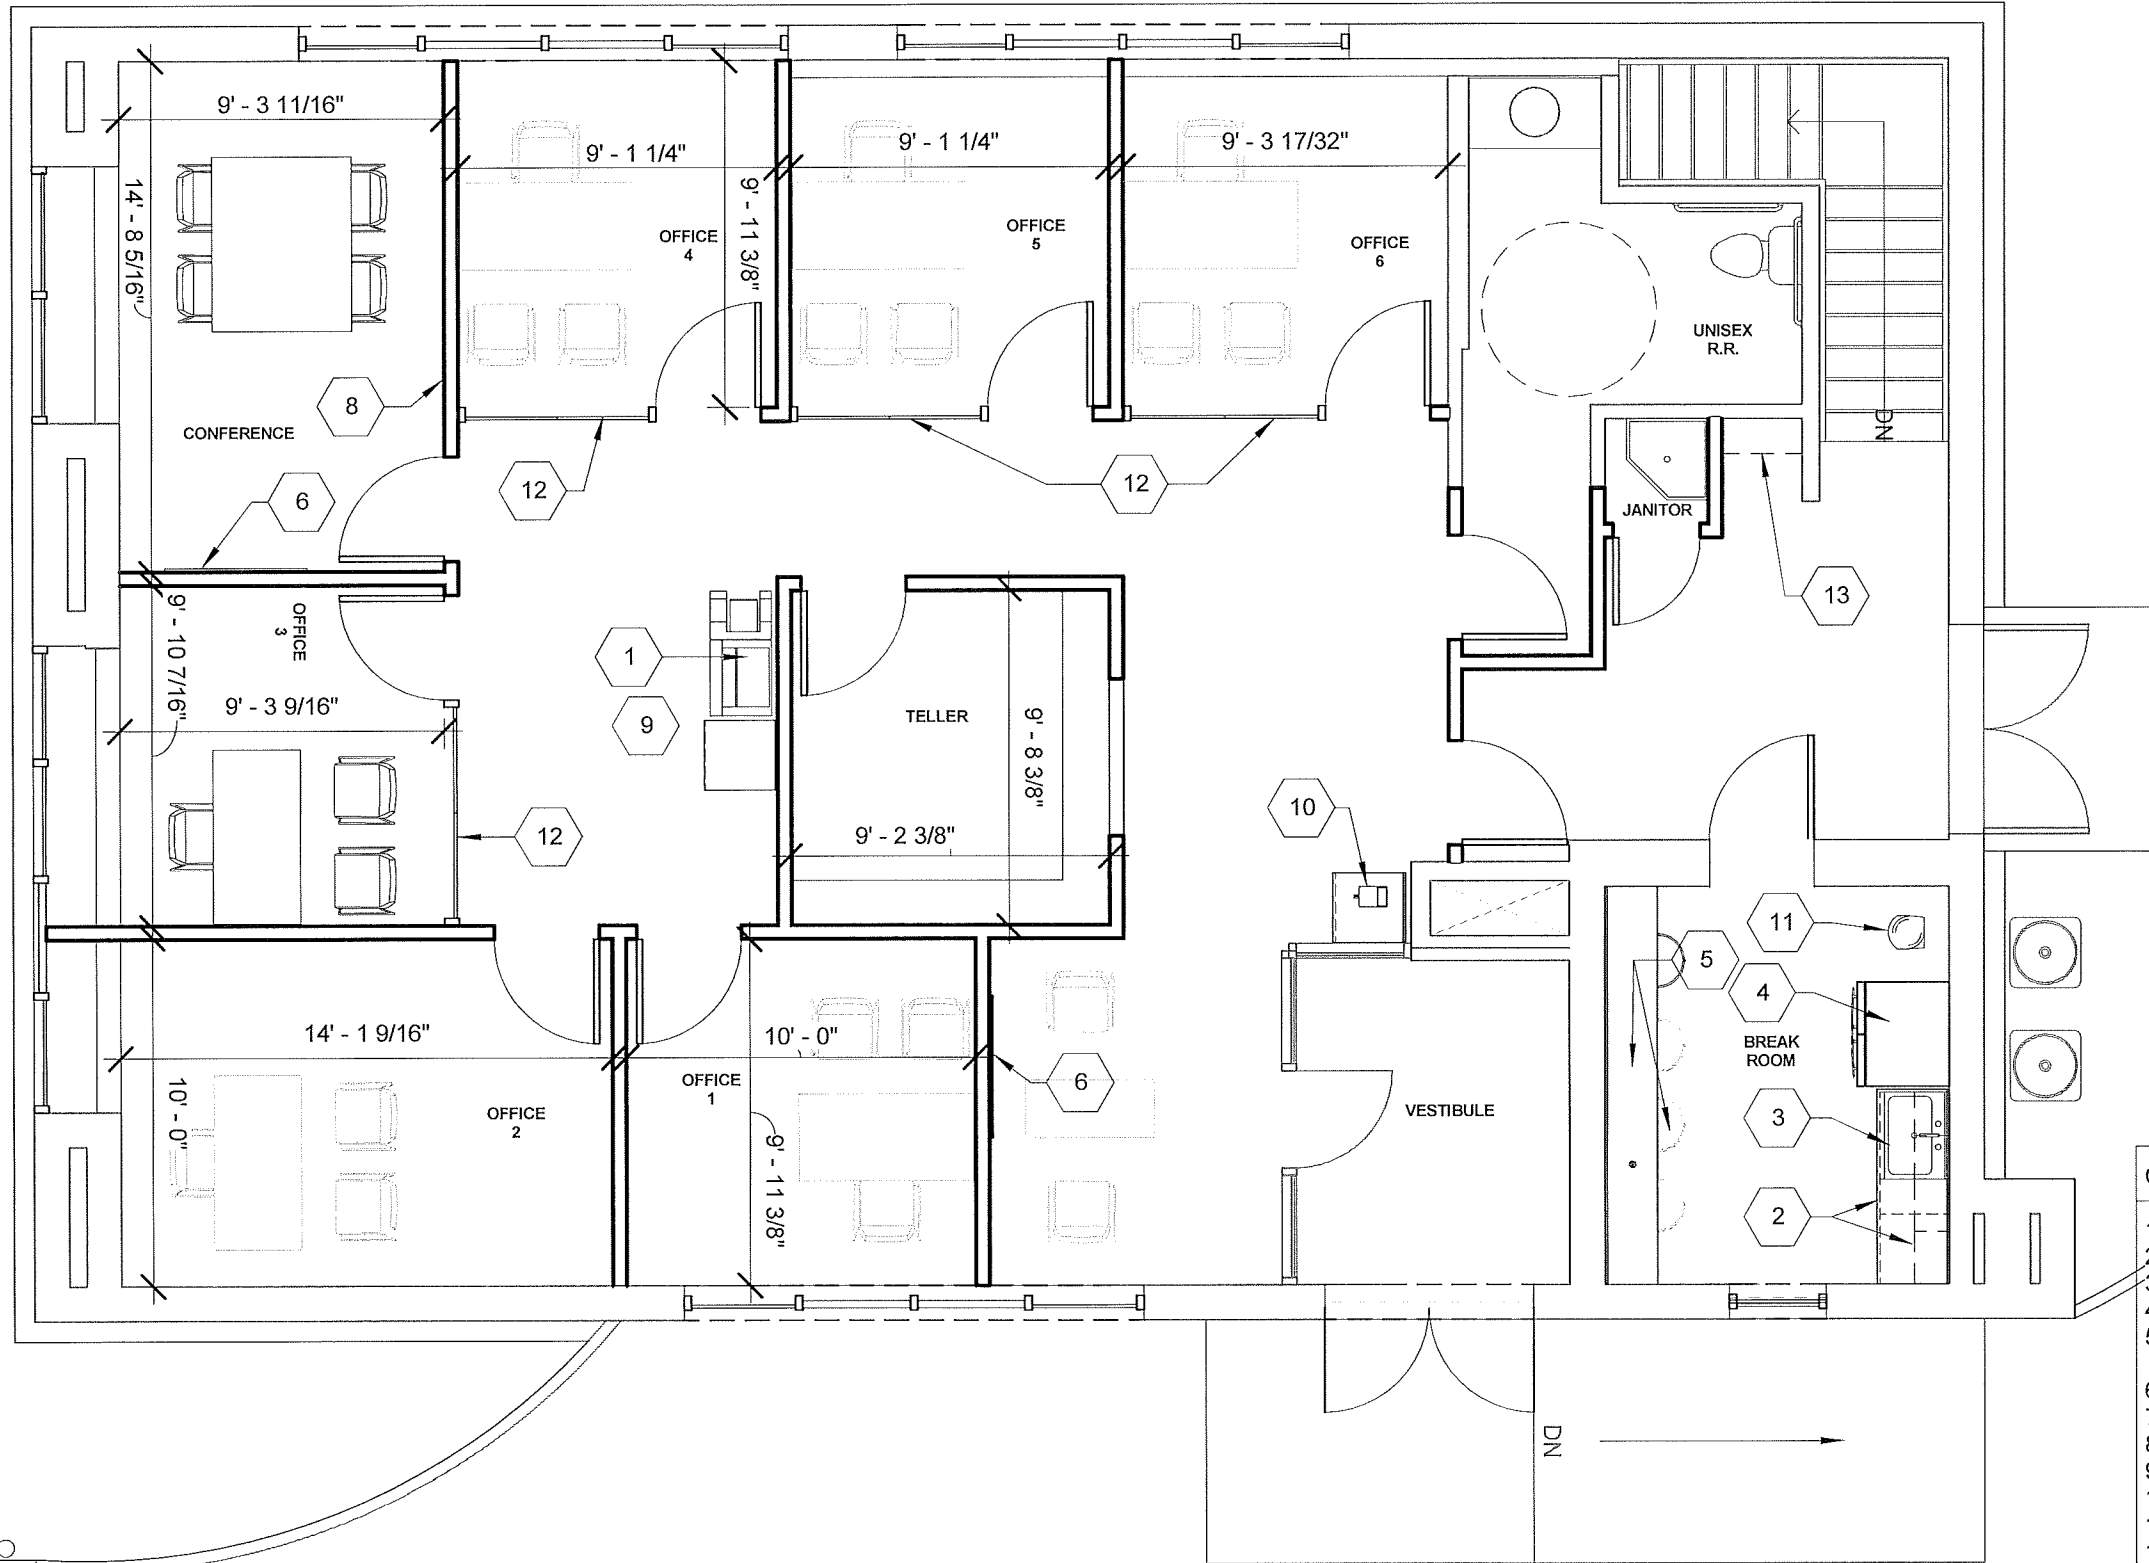 9' - 3 11/16"
9' - 1 1/4"
9' - 1 1/4"
9' - 3 17/32"
14' - 8 5/16"
9' - 11 3/8"
OFFICE
4
OFFICE
5
OFFICE
6
UNISEX
R.R.
8
CONFERENCE
DN
6
12
12
JANITOR
13
OFFICE
3
9' - 10 7/16"
1
9' - 3 9/16"
9
TELLER
9' - 8 3/8"
12
9' - 2 3/8"
10
11
5
4
14' - 1 9/16"
10' - 0"
BREAK
ROOM
OFFICE
1
6
10' - 0"
OFFICE
2
VESTIBULE
3
9' - 11 3/8"
2
DN